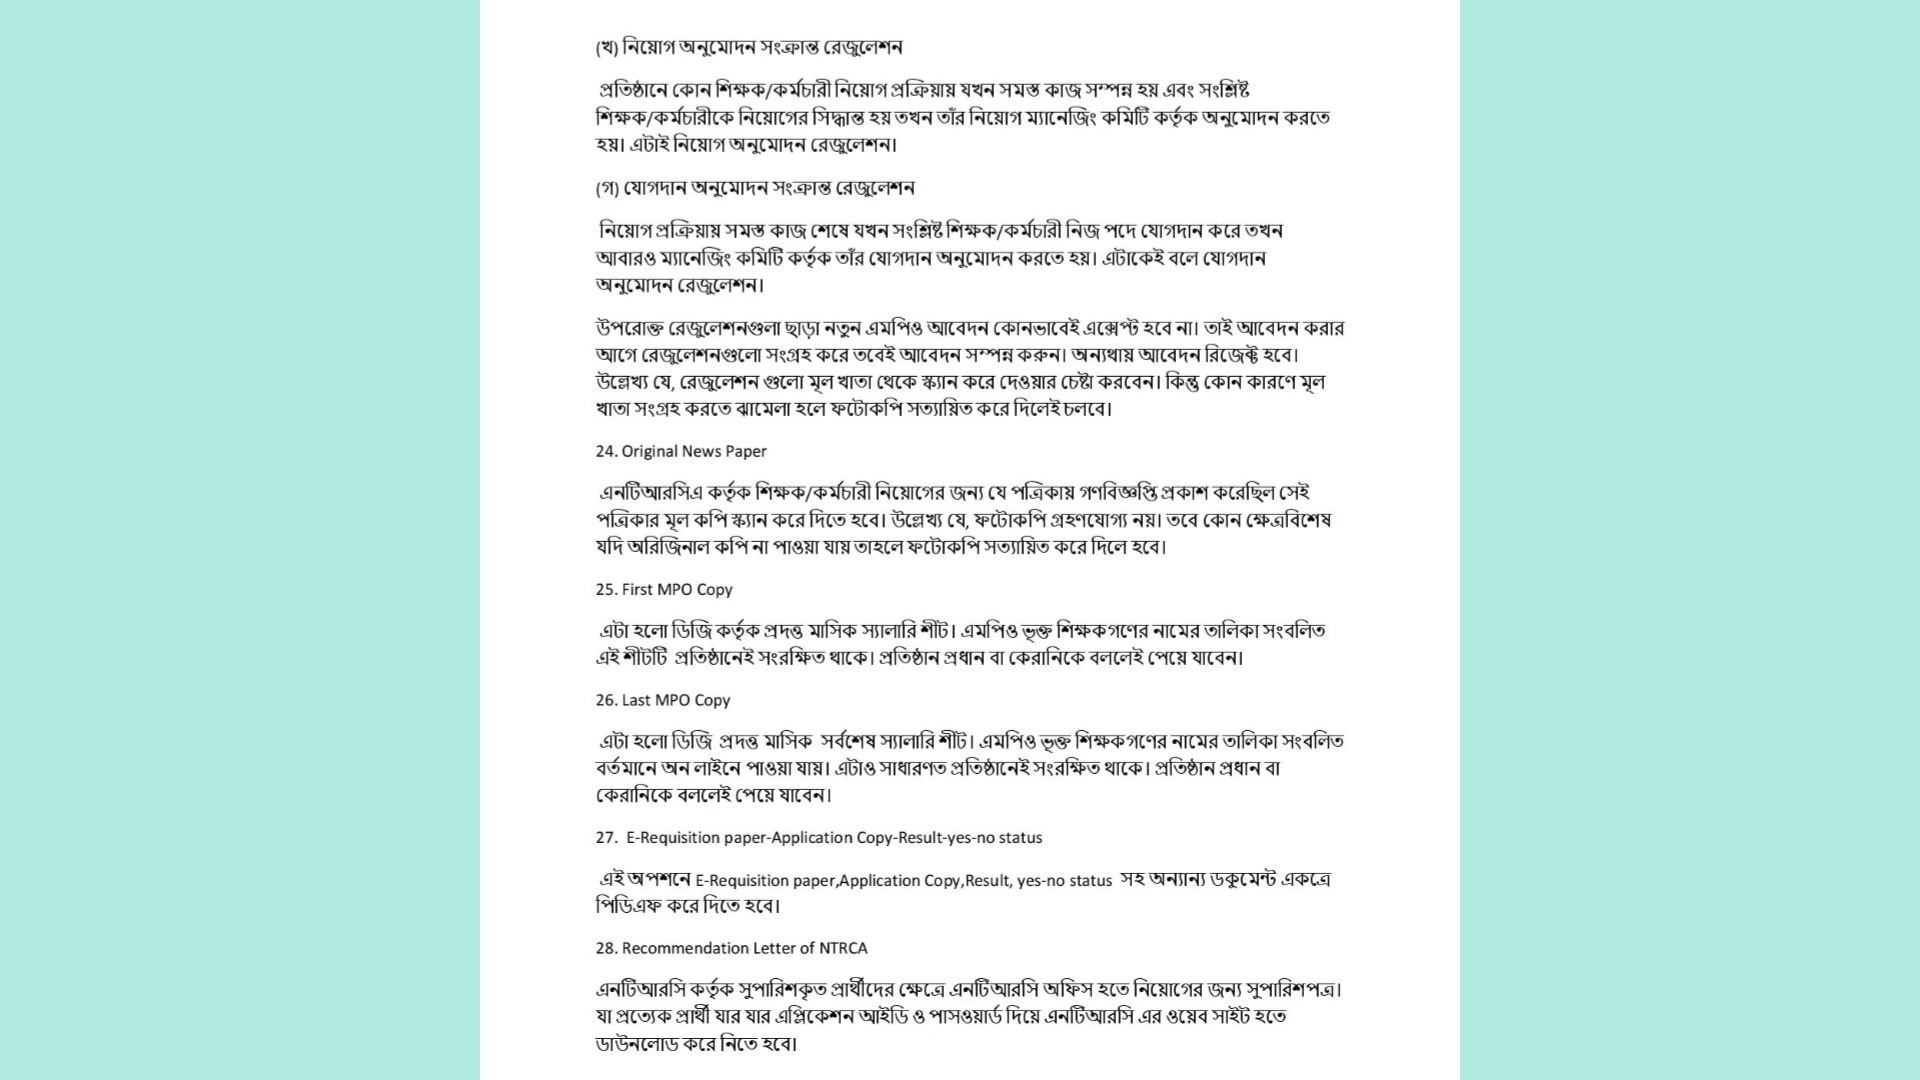 (খ) নিয়োগ অনুমোদন সংক্রান্ত রেজুলেশন
প্রতিষ্ঠানে কোন শিক্ষক/কর্মচারী নিয়োগ প্রক্রিয়ায় যখন সমস্ত কাজ সম্পন্ন হয় এবং সংশ্লিষ্ট
শিক্ষক/কর্মচারীকে নিয়োগের সিদ্ধান্ত হয় তখন তাঁর নিয়োগ ম্যানেজিং কমিটি কর্তৃক অনুমোদন করতে
হয়। এটাই নিয়োগ অনুমোদন রেজুলেশন।
(গ) যোগদান অনুমোদন সংক্রান্ত রেজুলেশন
নিয়োগ প্রক্রিয়ায় সমস্ত কাজ শেষে যখন সংশ্লিষ্ট শিক্ষক/কর্মচারী নিজ পদে যোগদান করে তখন
আবারও ম্যানেজিং কমিটি কর্তৃক তাঁর যোগদান অনুমোদন করতে হয়। এটাকেই বলে যোগদান
অনুমোদন রেজুলেশন।
উপরোক্ত রেজুলেশনগুলা ছাড়া নতুন এমপিও আবেদন কোনভাবেই এক্সেপ্ট হবে না। তাই আবেদন করার
আগে রেজুলেশনগুলো সংগ্রহ করে তবেই আবেদন সম্পন্ন করুন। অন্যথায় আবেদন রিজেক্ট হবে।
উল্লেখ্য যে, রেজুলেশন গুলো মূল খাতা থেকে স্ক্যান করে দেওয়ার চেষ্টা করবেন। কিন্তু কোন কারণে মূল
খাতা সংগ্রহ করতে ঝামেলা হলে ফটোকপি সত্যায়িত করে দিলেই চলবে।
24. Original News Paper
এনটিআরসিএ কর্তৃক শিক্ষক/কর্মচারী নিয়োগের জন্য যে পত্রিকায় গণবিজ্ঞপ্তি প্রকাশ করেছিল সেই
পত্রিকার মূল কপি স্ক্যান করে দিতে হবে। উল্লেখ্য যে, ফটোকপি গ্রহণযোগ্য নয়। তবে কোন ক্ষেত্রবিশেষ
যদি অরিজিনাল কপি না পাওয়া যায় তাহলে ফটোকপি সত্যায়িত করে দিলে হবে।
25. First MPO Copy
এটা হলো ডিজি কর্তৃক প্রদত্ত মাসিক স্যালারি শীট। এমপিও ভূক্ত শিক্ষকগণের নামের তালিকা সংবলিত
এই শীটটি প্রতিষ্ঠানেই সংরক্ষিত থাকে। প্রতিষ্ঠান প্রধান বা কেরানিকে বললেই পেয়ে যাবেন।
26. Last MPO Copy
এটা হলো ডিজি প্রদত্ত মাসিক সর্বশেষ স্যালারি শীট। এমপিও ভূক্ত শিক্ষকগণের নামের তালিকা সংবলিত
বর্তমানে অন লাইনে পাওয়া যায়। এটাও সাধারণত প্রতিষ্ঠানেই সংরক্ষিত থাকে। প্রতিষ্ঠান প্রধান বা
কেরানিকে বললেই পেয়ে যাবেন।
27. E-Requisition paper-Application Copy-Result-yes-no status
এই অপশনে E-Requisition paper,Application Copy,Result, yes-no status সহ অন্যান্য ডকুমেন্ট একত্রে
পিডিএফ করে দিতে হবে।
28. Recommendation Letter of NTRCA
এনটিআরসি কর্তৃক সুপারিশকৃত প্রার্থীদের ক্ষেত্রে এনটিআরসি অফিস হতে নিয়োগের জন্য সুপারিশপত্র।
যা প্রত্যেক প্রার্থী যার যার এপ্লিকেশন আইডি ও পাসওয়ার্ড দিয়ে এনটিআরসি এর ওয়েব সাইট হতে
ডাউনলোড করে নিতে হবে।